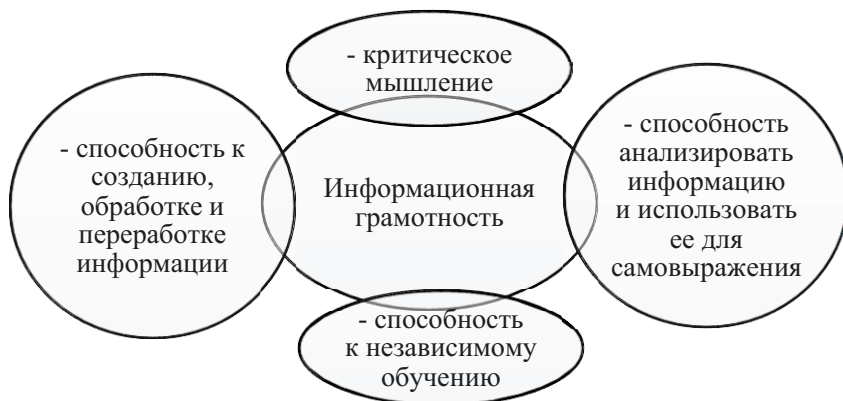 - критическое
мышление
- способность к
созданию,
обработке и
переработке
информации
Информационная
грамотность
- способность
анализировать
информацию
и использовать
ее для
самовыражения
- способность
к независимому
обучению